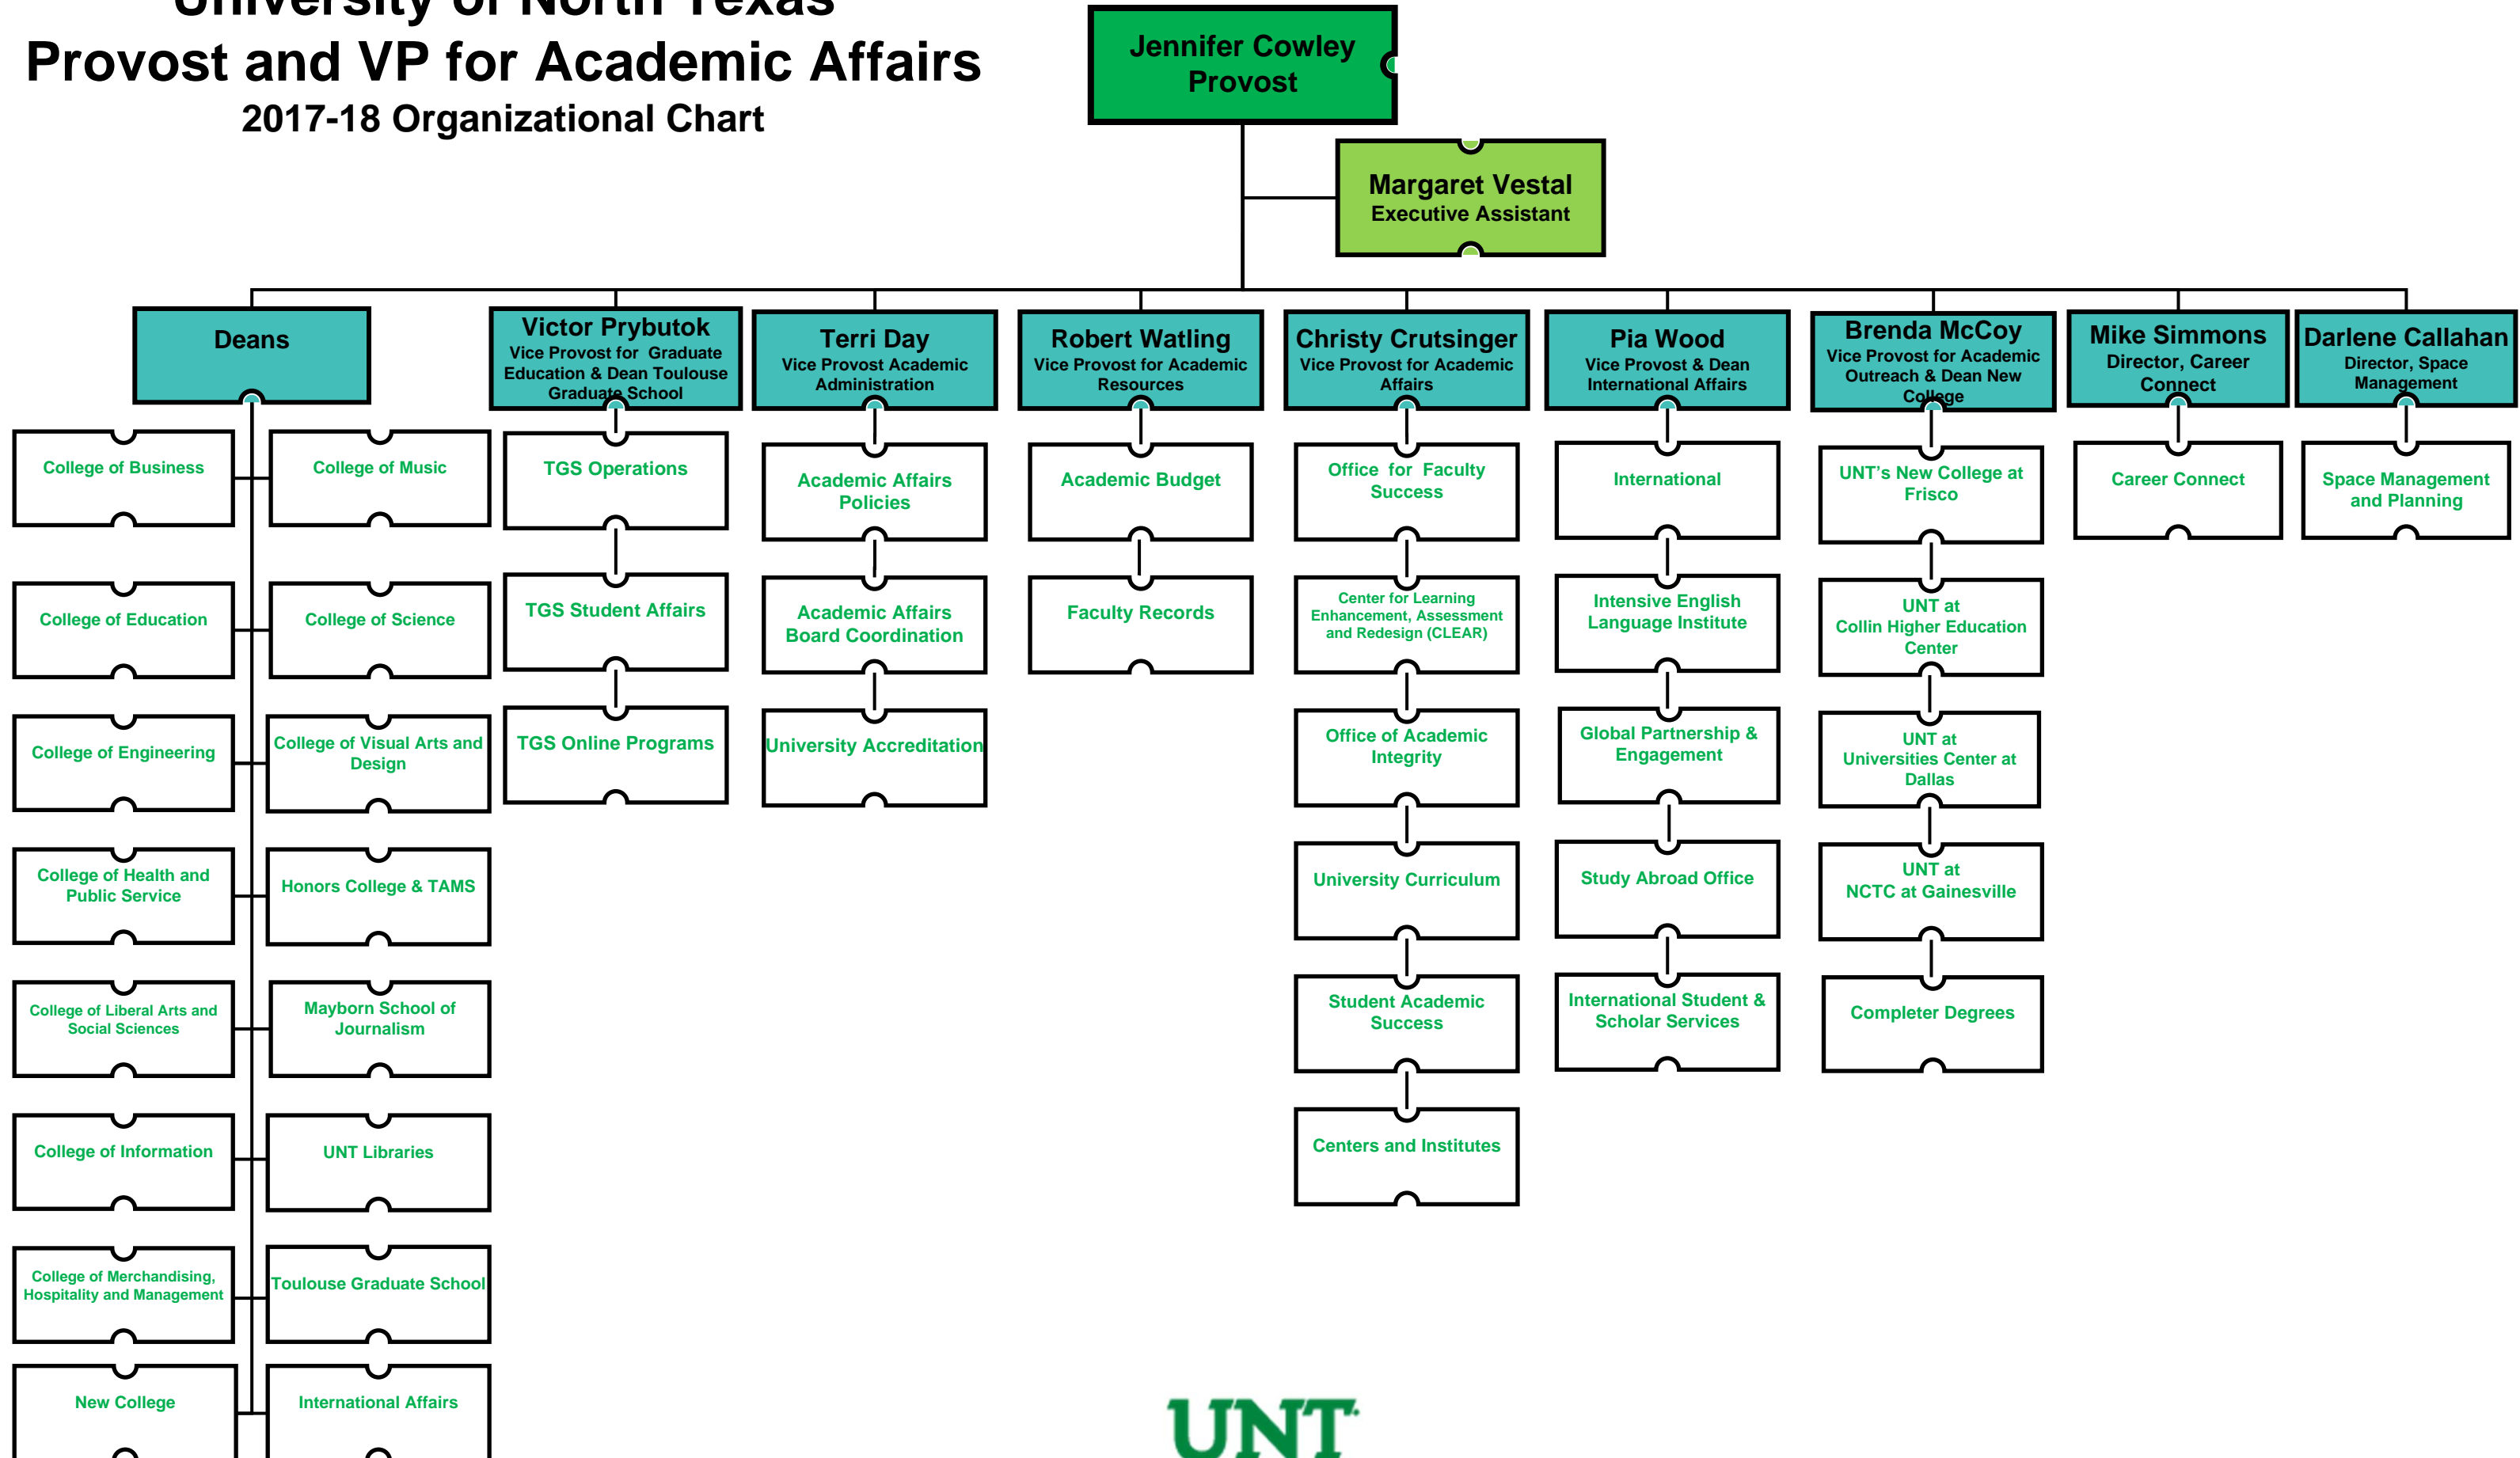 University of North Texas
Provost and VP for Academic Affairs
2017-18 Organizational Chart
Jennifer Cowley
Provost
Margaret Vestal
Executive Assistant
Deans
Victor Prybutok
Vice Provost for Graduate
Education & Dean Toulouse
Graduate School
Terri Day
Vice Provost Academic
Administration
Robert Watling
Vice Provost for Academic
Resources
Christy Crutsinger
Vice Provost for Academic
Affairs
Pia Wood
Vice Provost & Dean
International Affairs
Brenda McCoy
Vice Provost for Academic
Outreach & Dean New
College
Mike Simmons
Director, Career
Connect
Darlene Callahan
Director, Space
Management
College of Business
College of Music
College of Education
College of Science
College of Engineering
College of Visual Arts and
Design
College of Health and
Public Service
Honors College & TAMS
College of Liberal Arts and
Social Sciences
Mayborn School of
Journalism
College of Information
UNT Libraries
College of Merchandising,
Hospitality and Management
Toulouse Graduate School
New College
International Affairs
TGS Operations
TGS Student Affairs
TGS Online Programs
Academic Affairs
Policies
Academic Affairs
Board Coordination
University Accreditation
Academic Budget
Faculty Records
Office for Faculty
Success
Center for Learning
Enhancement, Assessment
and Redesign (CLEAR)
Office of Academic
Integrity
University Curriculum
Student Academic
Success
Centers and Institutes
International
Intensive English
Language Institute
Global Partnership &
Engagement
Study Abroad Office
International Student &
Scholar Services
UNT's New College at
Frisco
UNT at
Collin Higher Education
Center
UNT at
Universities Center at
Dallas
UNT at
NCTC at Gainesville
Completer Degrees
Career Connect
Space Management
and Planning
UNT